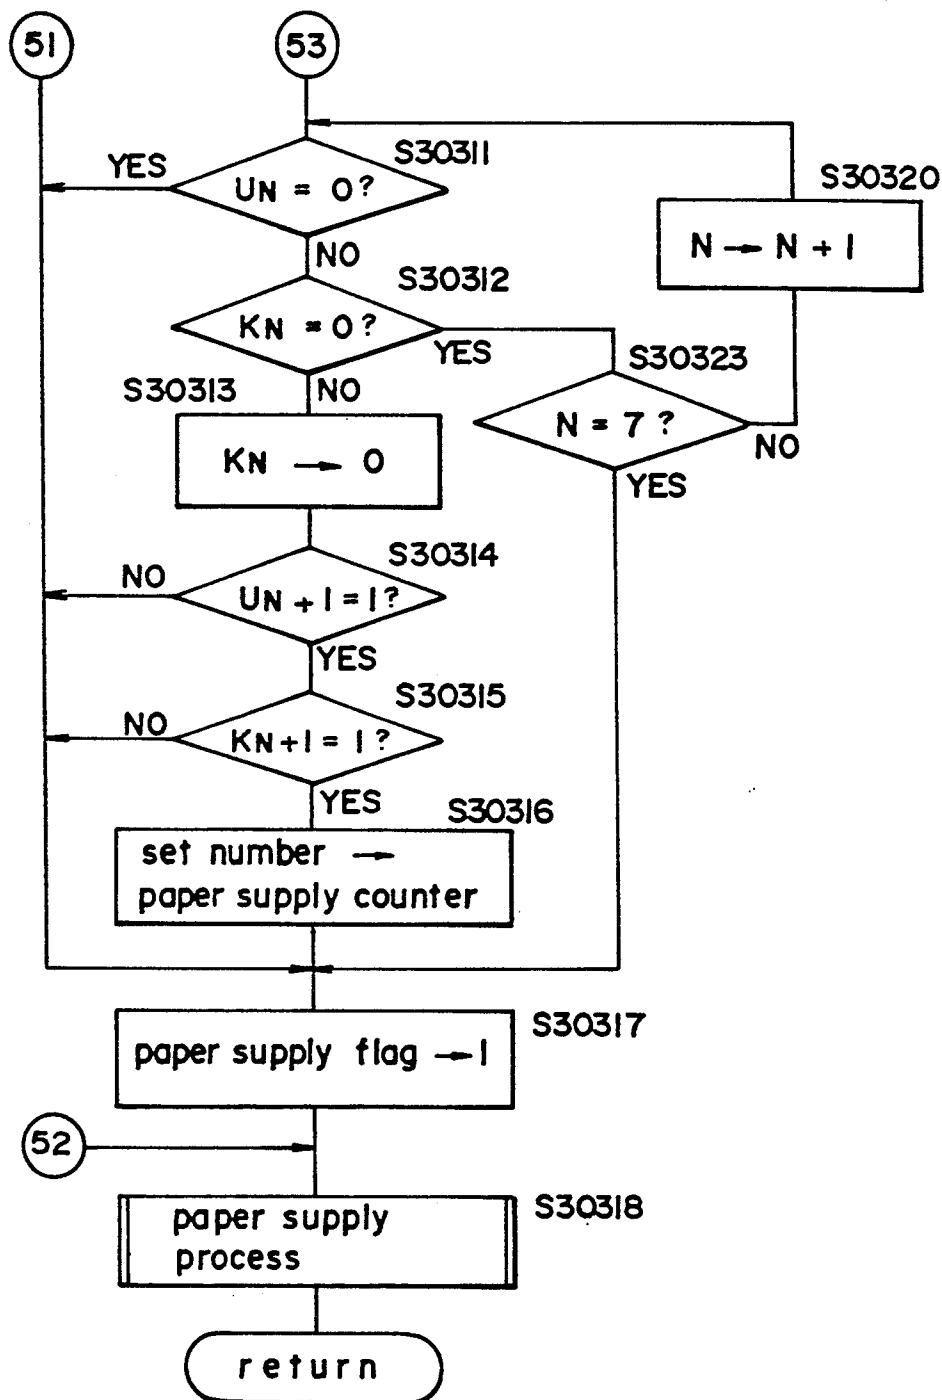 51
53
S30311
YES
UN = 0?
S30320
N → N + 1
NO
S30312
KN = 0?
YES
S30323
S30313
NO
N = 7 ?
NO
KN → 0
YES
S30314
NO
UN + 1 = 1?
YES
S30315
NO
KN+1 = 1 ?
YES
S30316
set number →
paper supply counter
S30317
paper supply flag → 1
52
S30318
paper supply
process
return